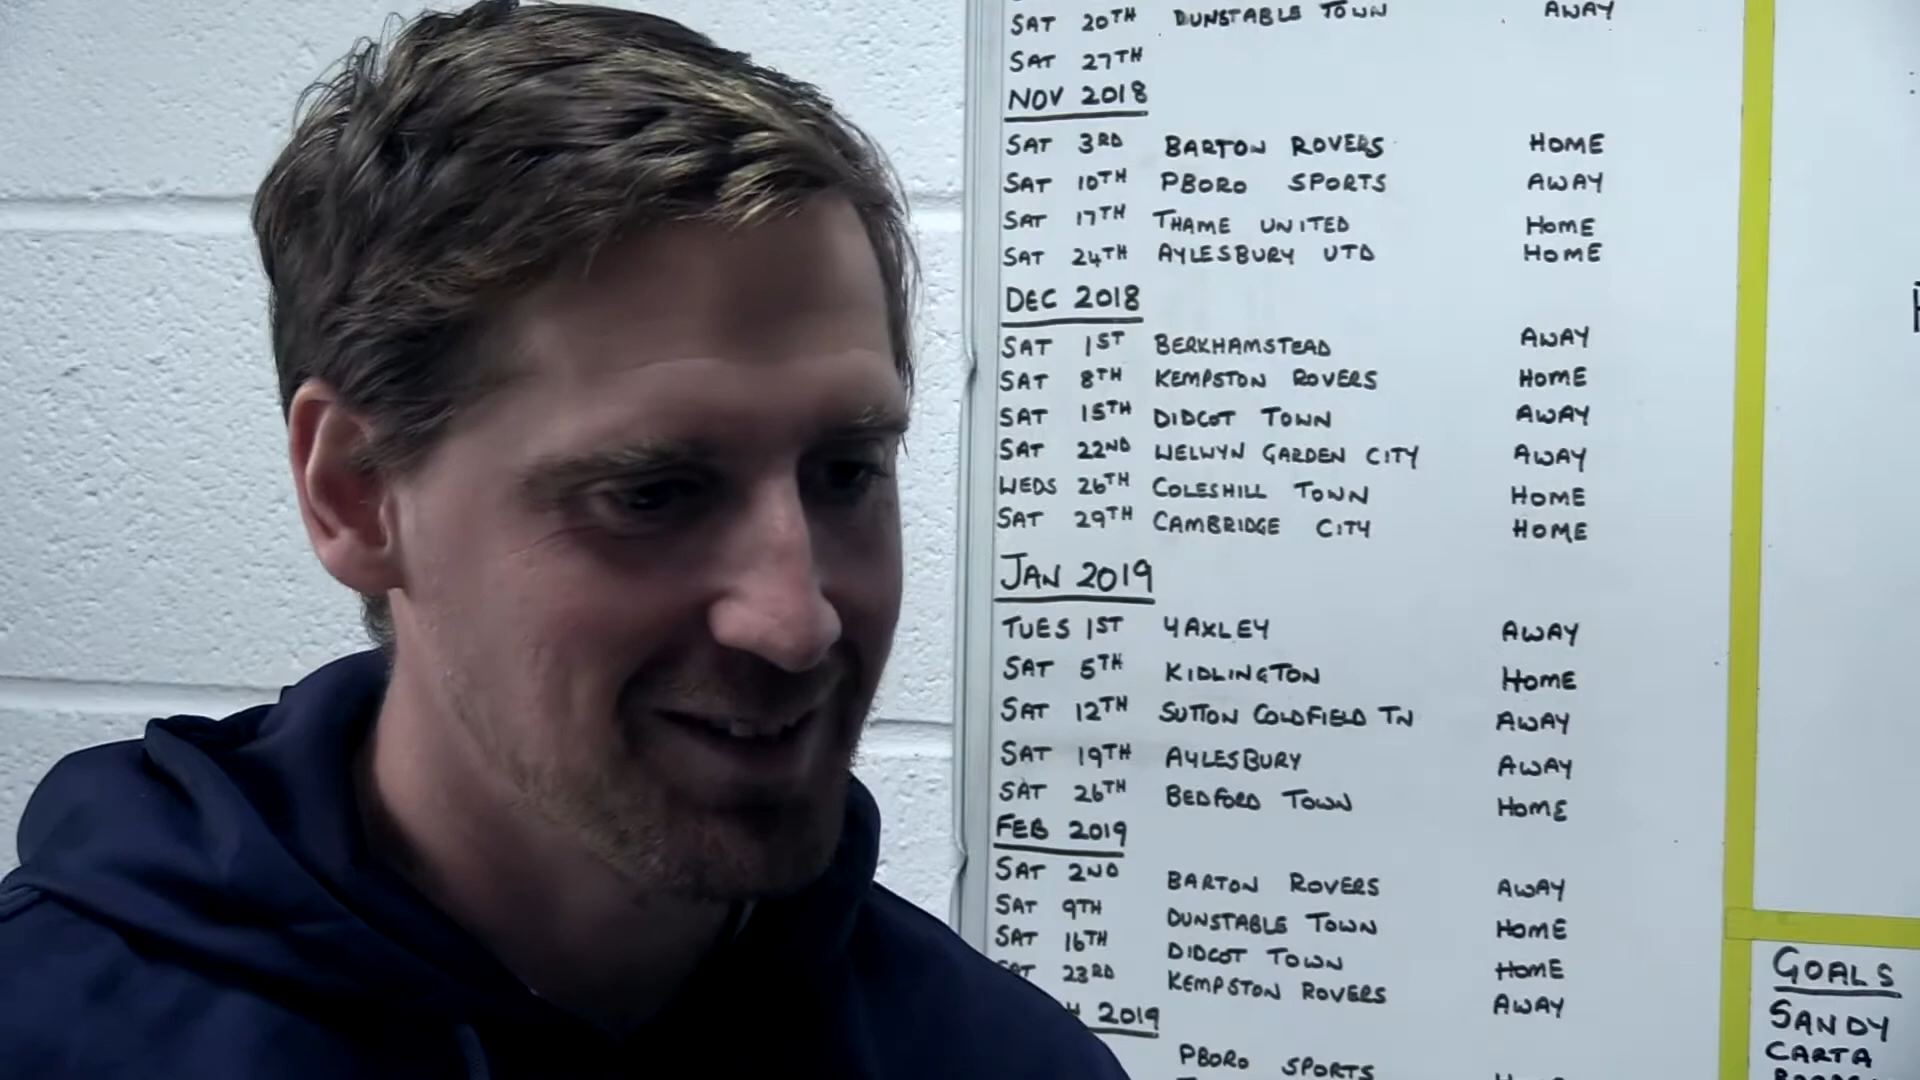 SAT 20TH DUNSTABLE TOWN AWAY
SAT 27TH
NOV 2018
SAT 3RD BARTON ROVERS HOME
SAT 10TH PBORO SPORTS AWAY
SAT 17TH THAME UNITED HOME
SAT 24TH AYLESBURY UTD HOME
DEC 2018
SAT 1ST BERKHAMSTEAD AWAY
SAT 8TH KEMPSTON ROVERS HOME
SAT 15TH DIDCOT TOWN AWAY
SAT 22ND WELWYN GARDEN CITY AWAY
WEDS 26TH COLESHILL TOWN HOME
SAT 29TH CAMBRIDGE CITY HOME
JAN 2019
TUES 1ST YAXLEY AWAY
SAT 5TH KIDLINGTON HOME
SAT 12TH SUTTON COLDFIELD TN AWAY
SAT 19TH AYLESBURY AWAY
SAT 26TH BEDFORD TOWN HOME
FEB 2019
SAT 2ND BARTON ROVERS AWAY
SAT 9TH DUNSTABLE TOWN HOME
SAT 16TH DIDCOT TOWN HOME
SAT 23RD KEMPSTON ROVERS AWAY
2019
PBORO SPORTS
GOALS
SANDY
CARTA